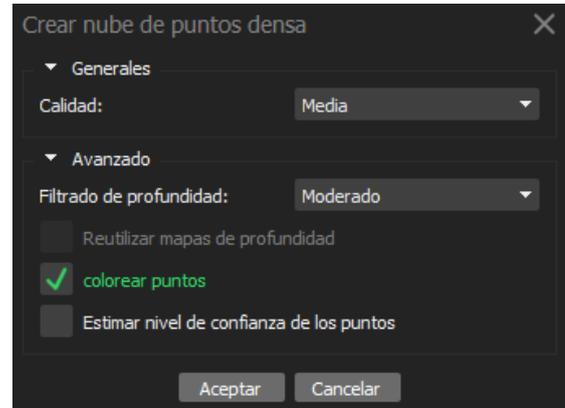 Crear nube de puntos densa
Generales
Calidad: Media
Avanzado
Filtrado de profundidad: Moderado
Reutilizar mapas de profundidad
colorear puntos
Estimar nivel de confianza de los puntos
Aceptar Cancelar